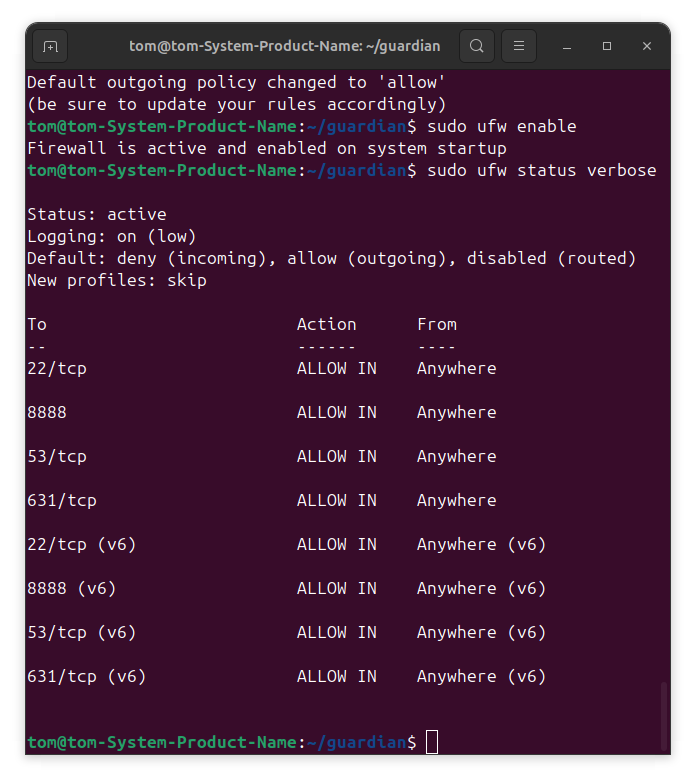 tom@tom-System-Product-Name: ~/guardian
Default outgoing policy changed to 'allow'
(be sure to update your rules accordingly)
tom@tom-System-Product-Name:~/guardian$ sudo ufw enable
Firewall is active and enabled on system startup
tom@tom-System-Product-Name:~/guardian$ sudo ufw status verbose
Status: active
Logging: on (low)
Default: deny (incoming), allow (outgoing), disabled (routed)
New profiles: skip
To                         Action      From
--                         ------      ----
22/tcp                     ALLOW IN    Anywhere
8888                       ALLOW IN    Anywhere
53/tcp                     ALLOW IN    Anywhere
631/tcp                    ALLOW IN    Anywhere
22/tcp (v6)                ALLOW IN    Anywhere (v6)
8888 (v6)                  ALLOW IN    Anywhere (v6)
53/tcp (v6)                ALLOW IN    Anywhere (v6)
631/tcp (v6)               ALLOW IN    Anywhere (v6)
tom@tom-System-Product-Name:~/guardian$